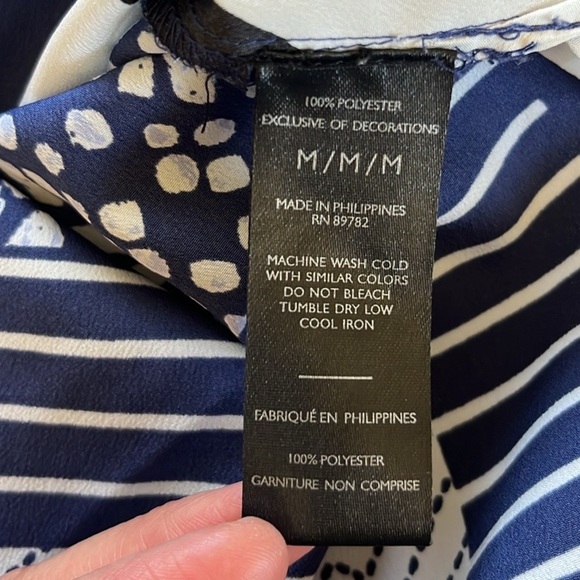 100% POLYESTER
EXCLUSIVE OF DECORATIONS
M/M/M
MADE IN PHILIPPINES
RN 89782
MACHINE WASH COLD
WITH SIMILAR COLORS
DO NOT BLEACH
TUMBLE DRY LOW
COOL IRON
FABRIQUÉ EN PHILIPPINES
100% POLYESTER
GARNITURE NON COMPRISE